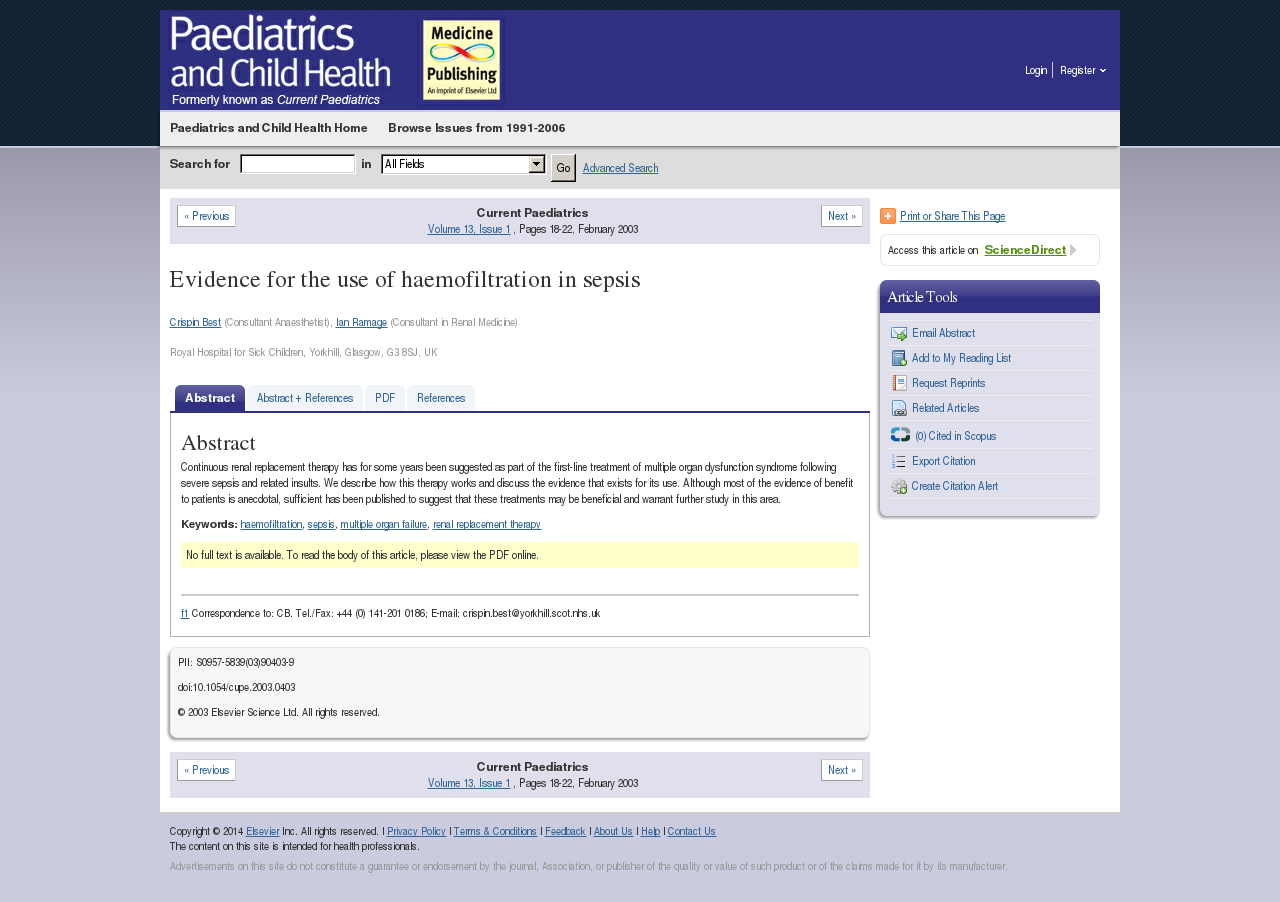 Paediatrics
and Child Health
Formerly known as Current Paediatrics
Medicine
Publishing
An imprint of Elsevier Ltd
Login
Register
Paediatrics and Child Health Home
Browse Issues from 1991-2006
Search for in All Fields Go Advanced Search
« Previous
Current Paediatrics
Next »
Volume 13, Issue 1 , Pages 18-22, February 2003
Evidence for the use of haemofiltration in sepsis
Crispin Best (Consultant Anaesthetist), Ian Ramage (Consultant in Renal Medicine)
Royal Hospital for Sick Children, Yorkhill, Glasgow, G3 8SJ, UK
Abstract
Abstract + References
PDF
References
Abstract
Continuous renal replacement therapy has for some years been suggested as part of the first-line treatment of multiple organ dysfunction syndrome following
severe sepsis and related insults. We describe how this therapy works and discuss the evidence that exists for its use. Although most of the evidence of benefit
to patients is anecdotal, sufficient has been published to suggest that these treatments may be beneficial and warrant further study in this area.
Keywords: haemofiltration, sepsis, multiple organ failure, renal replacement therapy
No full text is available. To read the body of this article, please view the PDF online.
f1 Correspondence to: CB. Tel./Fax: +44 (0) 141-201 0186; E-mail: crispin.best@yorkhill.scot.nhs.uk
PII: S0957-5839(03)90403-9
doi:10.1054/cupe.2003.0403
© 2003 Elsevier Science Ltd. All rights reserved.
« Previous
Current Paediatrics
Next »
Volume 13, Issue 1 , Pages 18-22, February 2003
Print or Share This Page
Access this article on ScienceDirect
Article Tools
Email Abstract
Add to My Reading List
Request Reprints
Related Articles
(0) Cited in Scopus
Export Citation
Create Citation Alert
Copyright © 2014 Elsevier Inc. All rights reserved. | Privacy Policy | Terms & Conditions | Feedback | About Us | Help | Contact Us
The content on this site is intended for health professionals.
Advertisements on this site do not constitute a guarantee or endorsement by the journal, Association, or publisher of the quality or value of such product or of the claims made for it by its manufacturer.